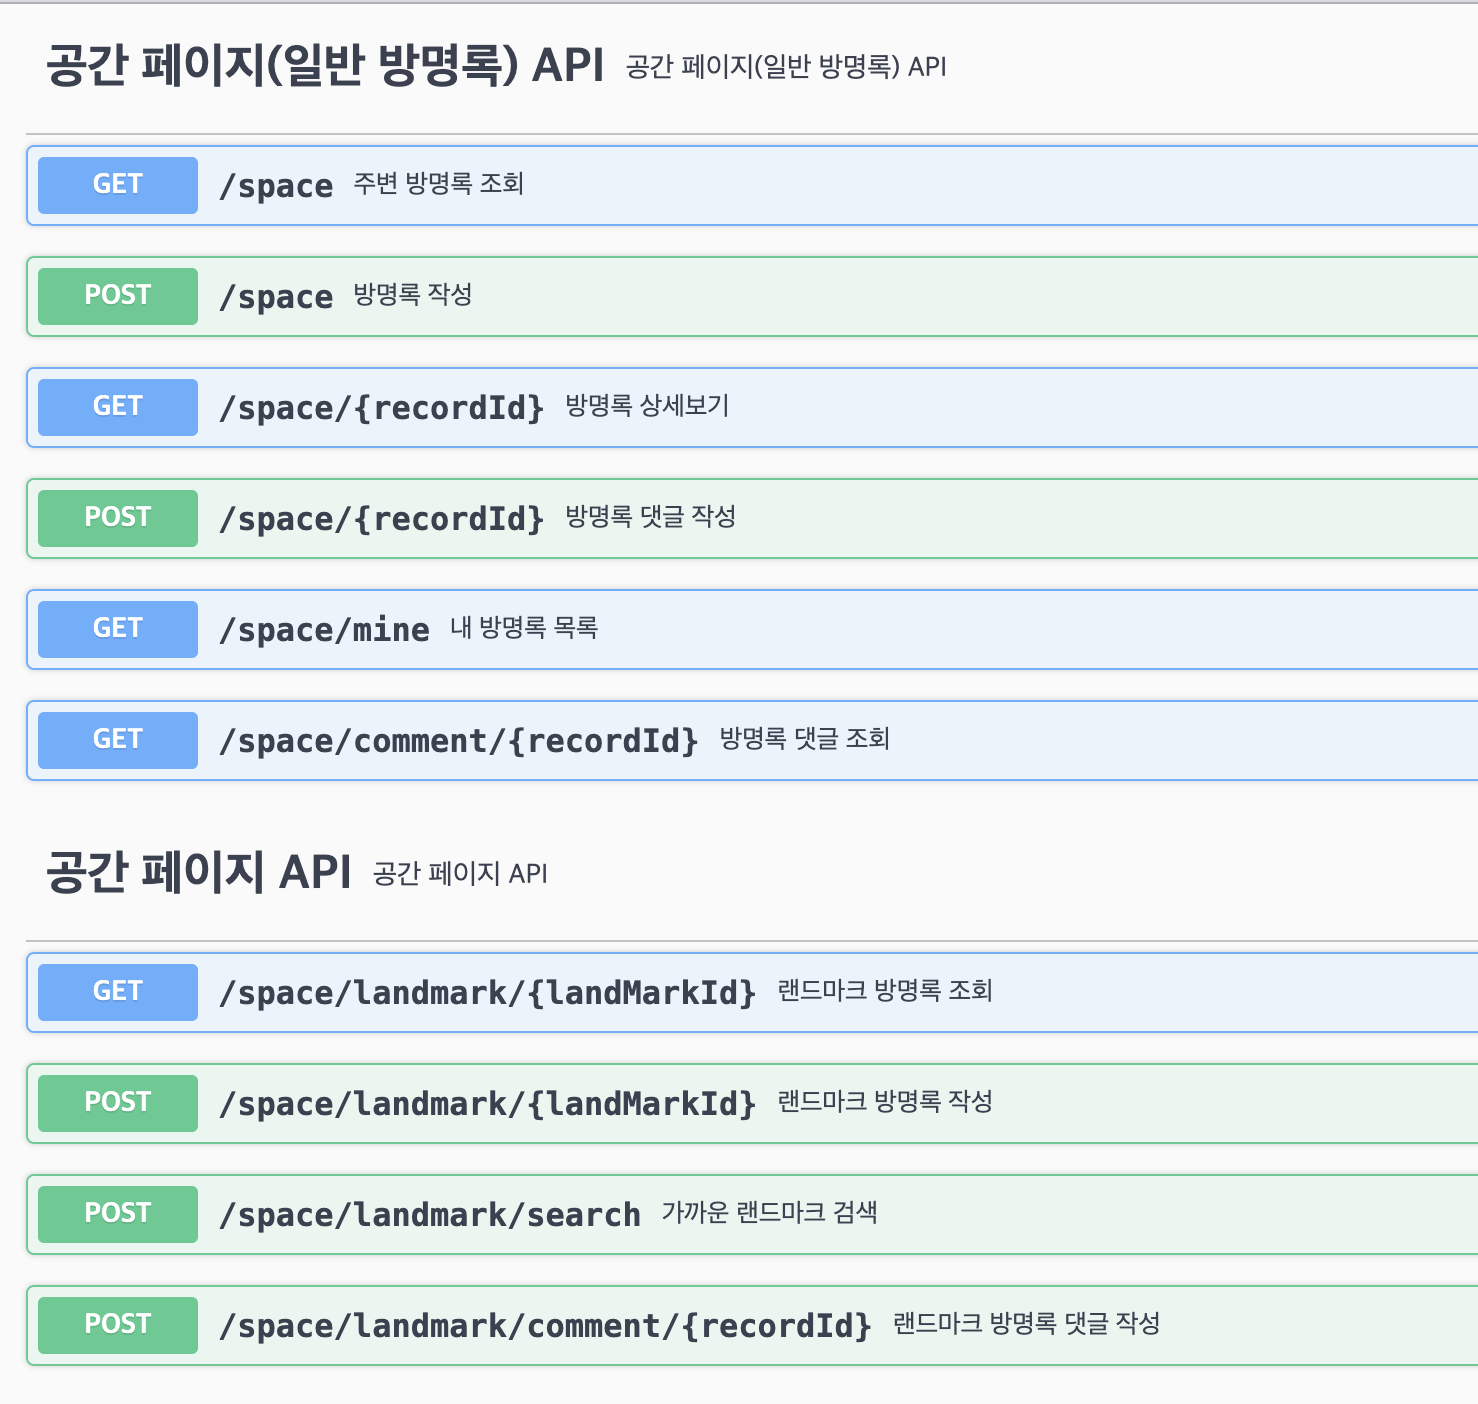 공간 페이지(일반 방명록) API 공간 페이지(일반 방명록) API
GET /space 주변 방명록 조회
POST /space 방명록 작성
GET /space/{recordId} 방명록 상세보기
POST /space/{recordId} 방명록 댓글 작성
GET /space/mine 내 방명록 목록
GET /space/comment/{recordId} 방명록 댓글 조회
공간 페이지 API 공간 페이지 API
GET /space/landmark/{landMarkId} 랜드마크 방명록 조회
POST /space/landmark/{landMarkId} 랜드마크 방명록 작성
POST /space/landmark/search 가까운 랜드마크 검색
POST /space/landmark/comment/{recordId} 랜드마크 방명록 댓글 작성